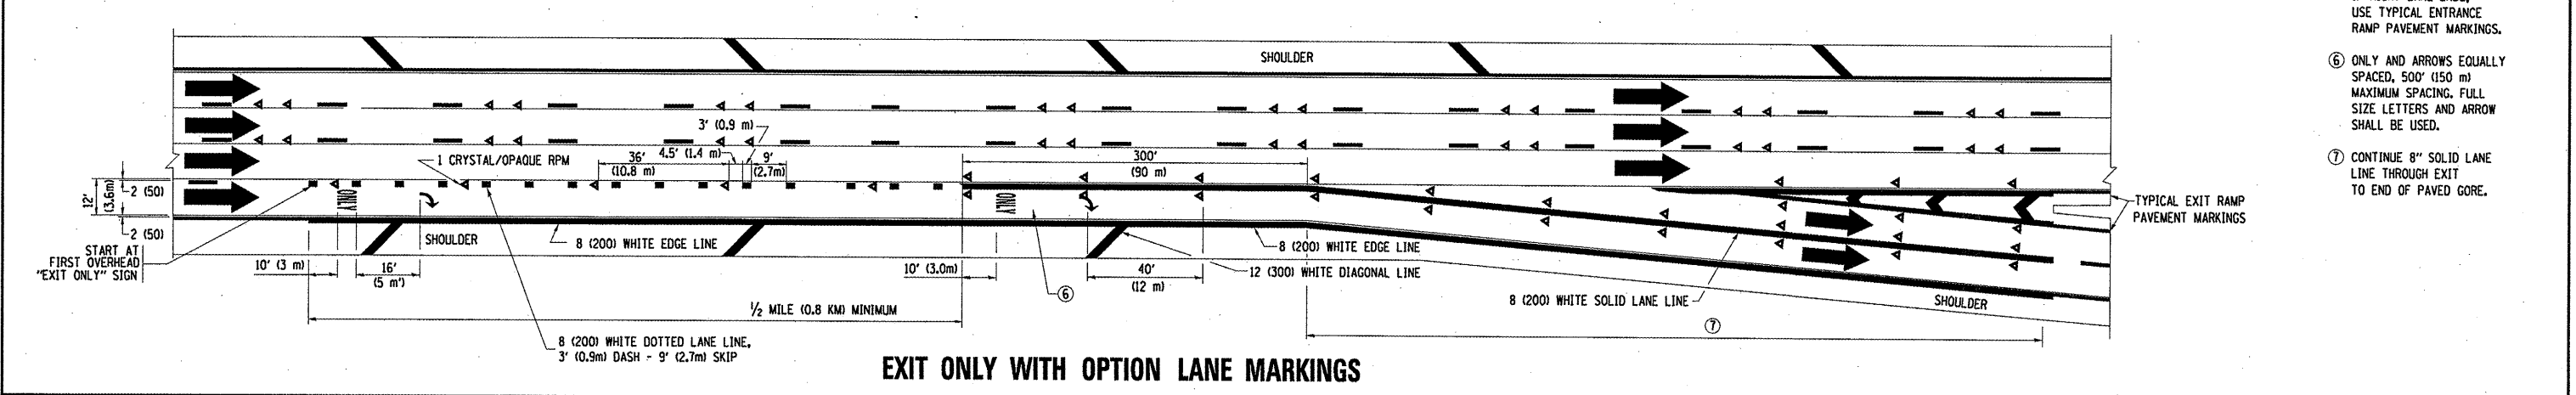 USE TYPICAL ENTRANCE
RAMP PAVEMENT MARKINGS.
⑥ ONLY AND ARROWS EQUALLY
SPACED, 500' (150 m)
MAXIMUM SPACING. FULL
SIZE LETTERS AND ARROW
SHALL BE USED.
⑦ CONTINUE 8" SOLID LANE
LINE THROUGH EXIT
TO END OF PAVED GORE.
SHOULDER
3' (0.9 m)
1 CRYSTAL/OPAQUE RPM
36'
(10.8 m)
4.5' (1.4 m)
9'
(2.7m)
300'
(90 m)
12'
(3.6m)
2 (50)
2 (50)
ONLY
ONLY
TYPICAL EXIT RAMP
PAVEMENT MARKINGS
START AT
FIRST OVERHEAD
"EXIT ONLY" SIGN
SHOULDER
8 (200) WHITE EDGE LINE
8 (200) WHITE EDGE LINE
10' (3 m)
16'
(5 m')
10' (3.0m)
40'
(12 m)
12 (300) WHITE DIAGONAL LINE
⑥
8 (200) WHITE SOLID LANE LINE
SHOULDER
1/2 MILE (0.8 KM) MINIMUM
⑦
8 (200) WHITE DOTTED LANE LINE,
3' (0.9m) DASH - 9' (2.7m) SKIP
EXIT ONLY WITH OPTION LANE MARKINGS